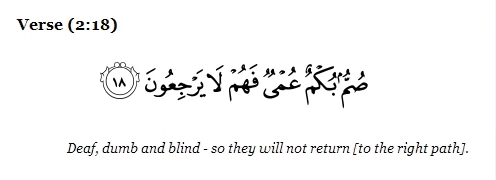 Verse (2:18)
صُمٌّۢ بُكْمٌ عُمْىٌۭ فَهُمْ لَا يَرْجِعُونَ ﴿١٨﴾
Deaf, dumb and blind - so they will not return [to the right path].